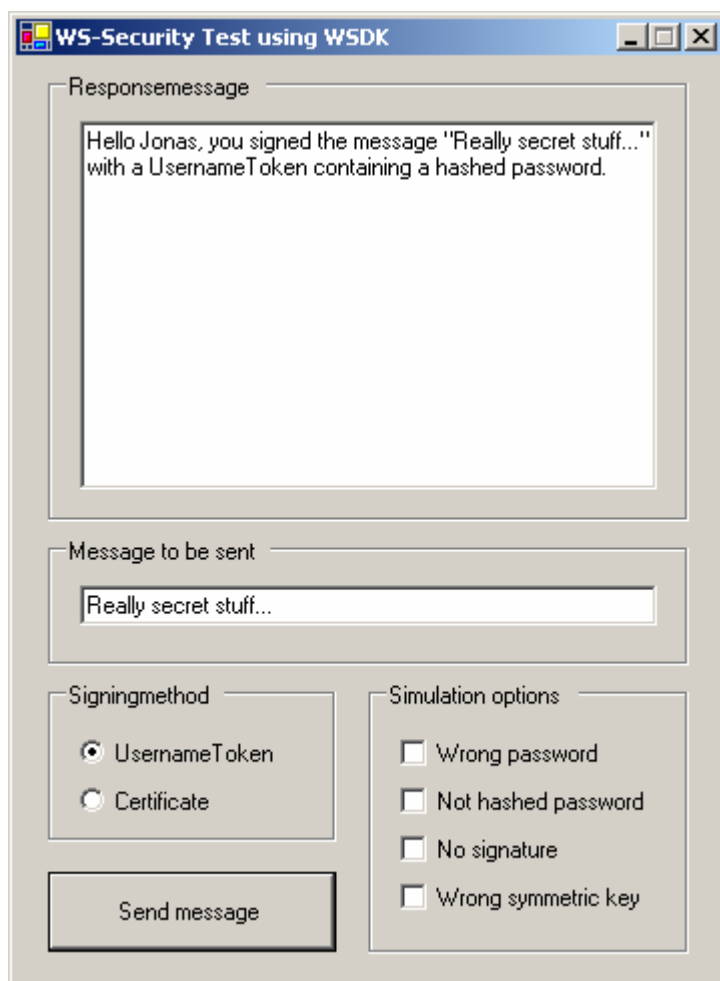 WS-Security Test using WSDK
Responsemessage
Hello Jonas, you signed the message "Really secret stuff..."
with a UsernameToken containing a hashed password.
Message to be sent
Really secret stuff...
Signingmethod
UsernameToken
Certificate
Send message
Simulation options
Wrong password
Not hashed password
No signature
Wrong symmetric key